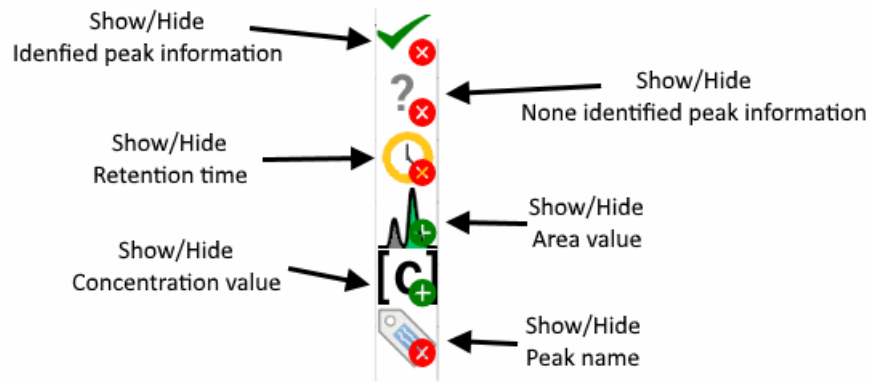 Show/Hide
Idenfied peak information
Show/Hide
None identified peak information
?
Show/Hide
Retention time
Show/Hide
Area value
Show/Hide
Concentration value
[C]
Show/Hide
Peak name